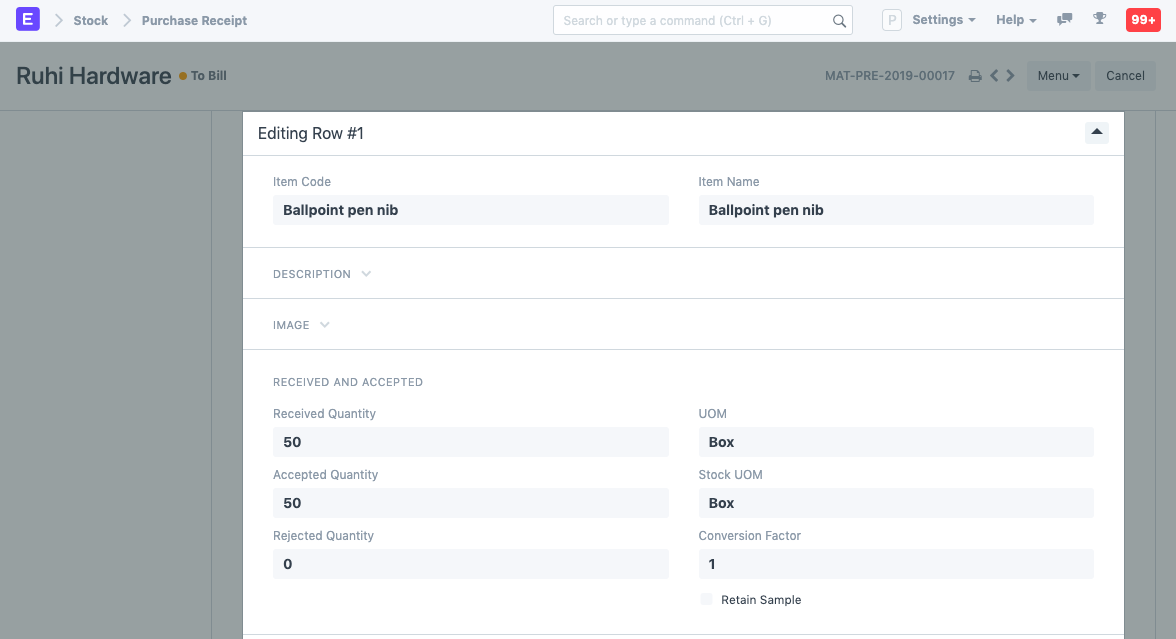 E Stock Purchase Receipt Search or type a command (Ctrl + G) P Settings Help 99+
Ruhi Hardware To Bill MAT-PRE-2019-00017 Menu Cancel
Editing Row #1
Item Code Item Name
Ballpoint pen nib Ballpoint pen nib
DESCRIPTION
IMAGE
RECEIVED AND ACCEPTED
Received Quantity UOM
50 Box
Accepted Quantity Stock UOM
50 Box
Rejected Quantity Conversion Factor
0 1
Retain Sample